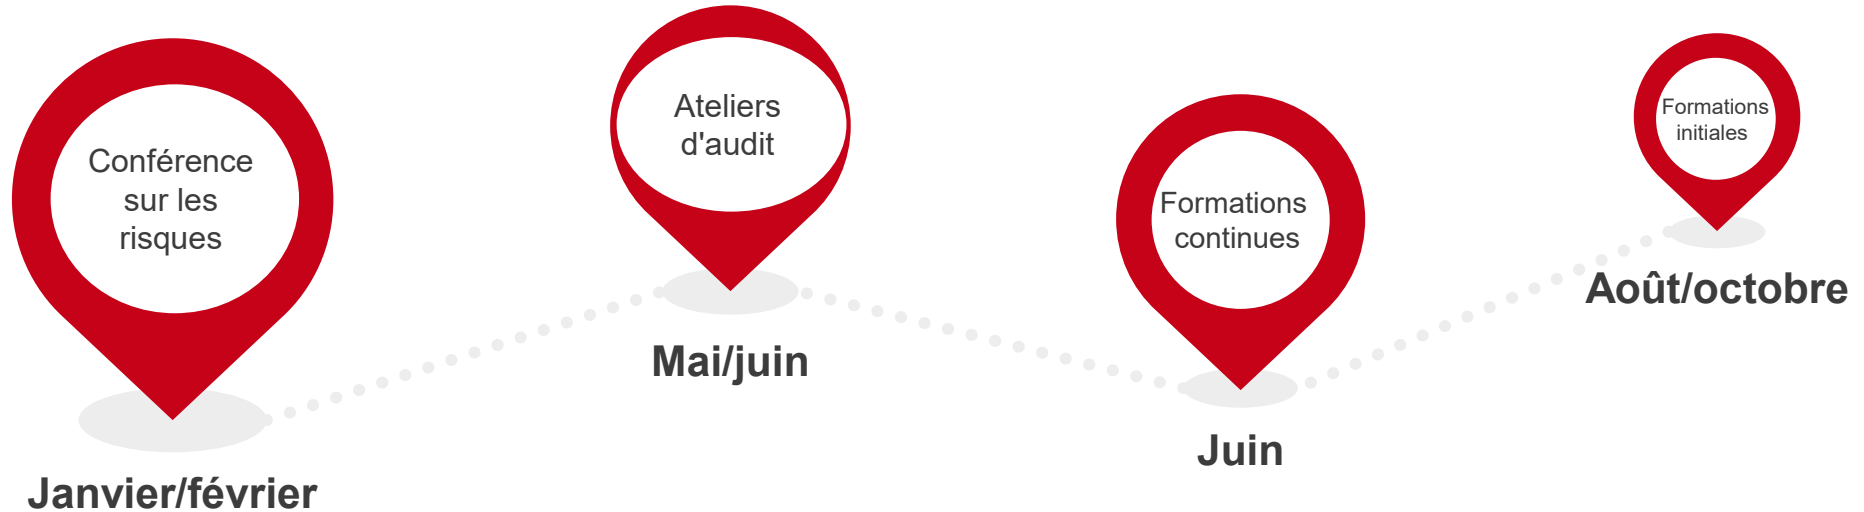 Conférence
sur les
risques
Janvier/février
Ateliers
d'audit
Mai/juin
Formations
continues
Juin
Formations
initiales
Août/octobre